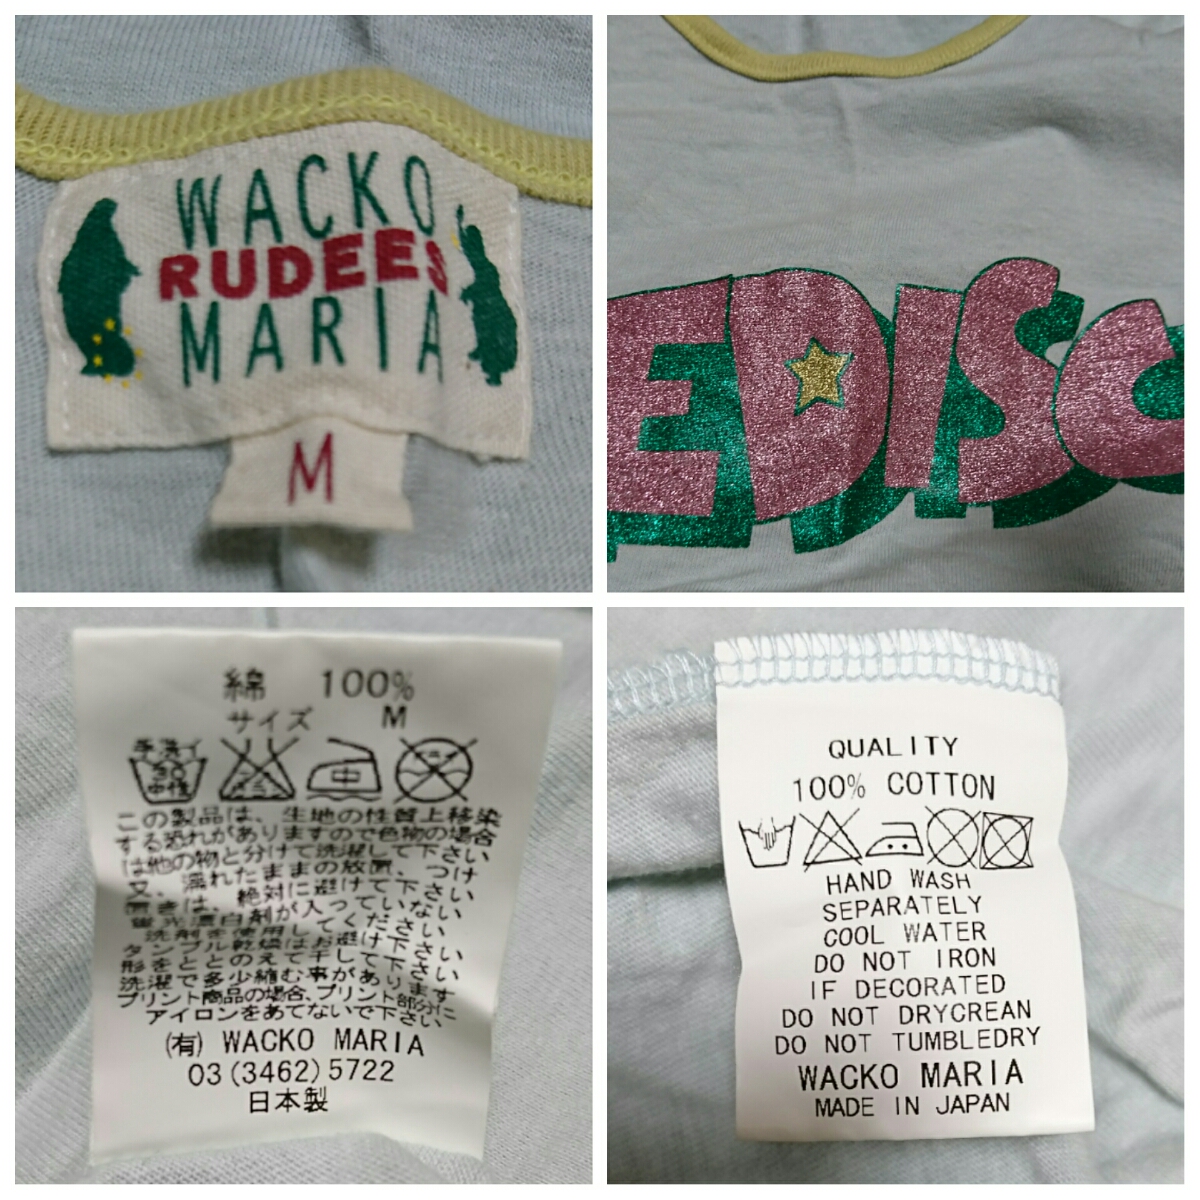 WACKO
RUDEES
MARIA
M
EDISC
綿 100%
サイズ M
手洗イ
30
中性
中
この製品は、生地の性質上移染
する恐れがありますので色物の場合
は他の物と分けて洗濯して下さい
又、濡れたままの放置、つけ
置きは、絶対に避けて下さい
蛍光漂白剤が入っていない
洗剤を使用してください
タンブル乾燥はお避け下さい
形をととのえて干して下さい
洗濯で多少縮む事があります
プリント商品の場合、プリント部分に
アイロンをあてないで下さい
(有) WACKO MARIA
03(3462)5722
日本製
QUALITY
100% COTTON
HAND WASH
SEPARATELY
COOL WATER
DO NOT IRON
IF DECORATED
DO NOT DRYCREAN
DO NOT TUMBLEDRY
WACKO MARIA
MADE IN JAPAN